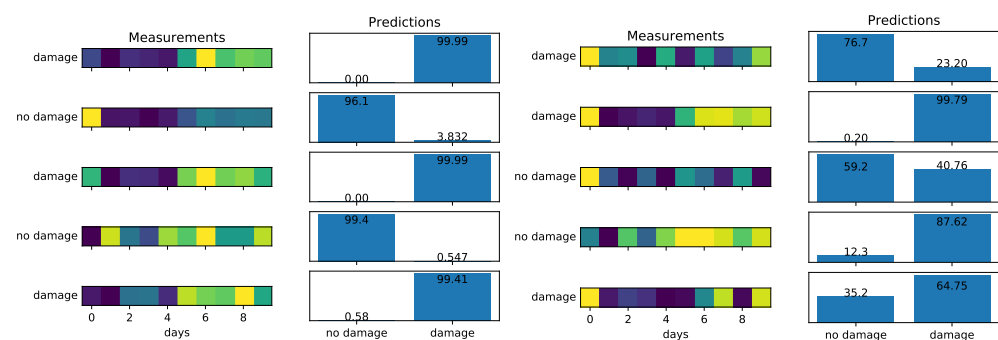 Measurements
Predictions
damage
99.99
0.00
no damage
96.1
3.832
damage
99.99
0.00
no damage
99.4
0.547
damage
99.41
0.58
0 2 4 6 8
days
no damage damage
Measurements
Predictions
damage
76.7
23.20
damage
99.79
0.20
no damage
59.2
40.76
no damage
87.62
12.3
damage
64.75
35.2
0 2 4 6 8
days
no damage damage